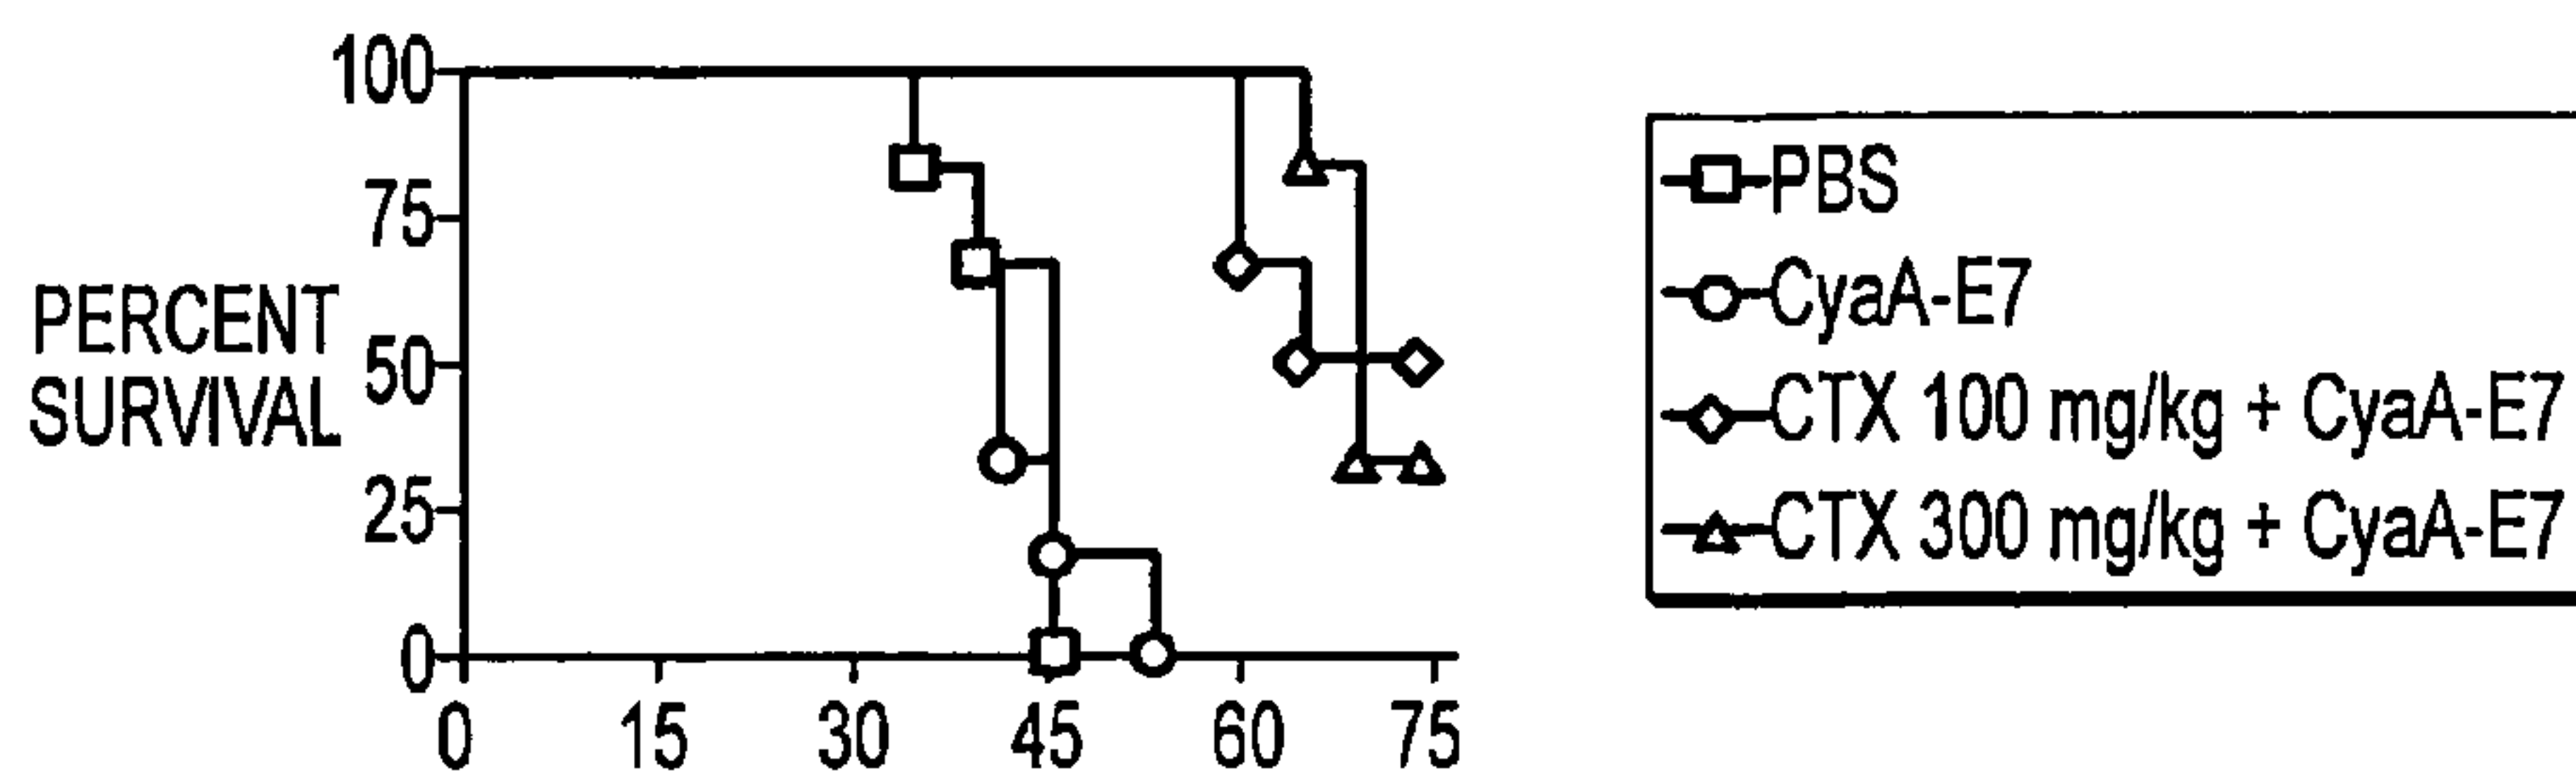 100
75
PERCENT
SURVIVAL
50
25
0
0 15 30 45 60 75
PBS
CyaA-E7
CTX 100 mg/kg + CyaA-E7
CTX 300 mg/kg + CyaA-E7